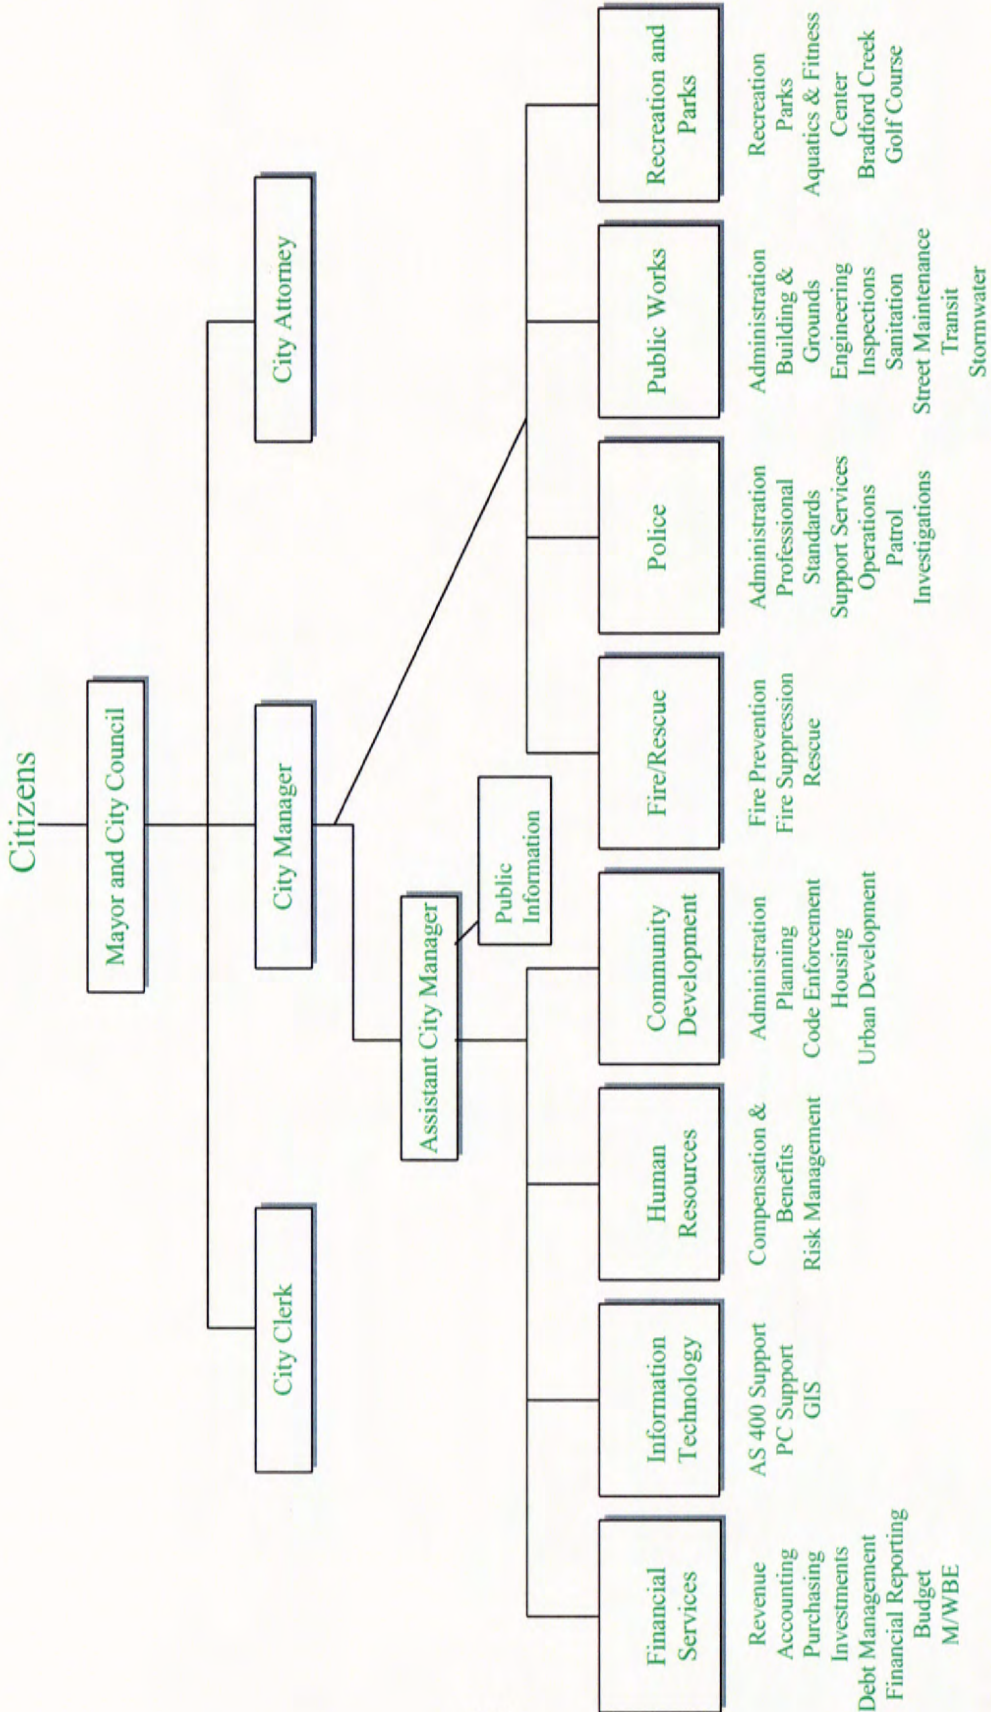 Citizens
Mayor and City Council
City Clerk
City Manager
City Attorney
Assistant City Manager
Public
Information
Financial
Services
Information
Technology
Human
Resources
Community
Development
Fire/Rescue
Police
Public Works
Recreation and
Parks
Revenue
Accounting
Purchasing
Investments
Debt Management
Financial Reporting
Budget
M/WBE
AS 400 Support
PC Support
GIS
Compensation &
Benefits
Risk Management
Administration
Planning
Code Enforcement
Housing
Urban Development
Fire Prevention
Fire Suppression
Rescue
Administration
Professional
Standards
Support Services
Operations
Patrol
Investigations
Administration
Building &
Grounds
Engineering
Inspections
Sanitation
Street Maintenance
Transit
Stormwater
Recreation
Parks
Aquatics & Fitness
Center
Bradford Creek
Golf Course